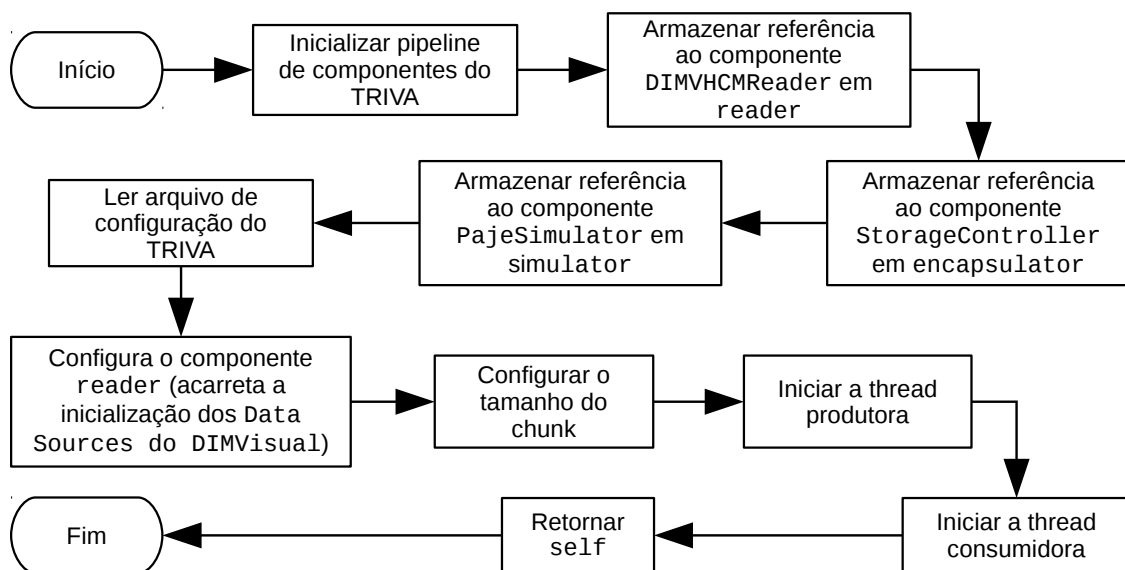 Início
Inicializar pipeline
de componentes do
TRIVA
Armazenar referência
ao componente
DIMVHCMReader em
reader
Armazenar referência
ao componente
StorageController
em encapsulator
Armazenar referência
ao componente
PajeSimulator em
simulator
Ler arquivo de
configuração do
TRIVA
Configura o componente
reader (acarreta a
inicialização dos Data
Sources do DIMVisual)
Configurar o
tamanho do
chunk
Iniciar a thread
produtora
Iniciar a thread
consumidora
Retornar
self
Fim